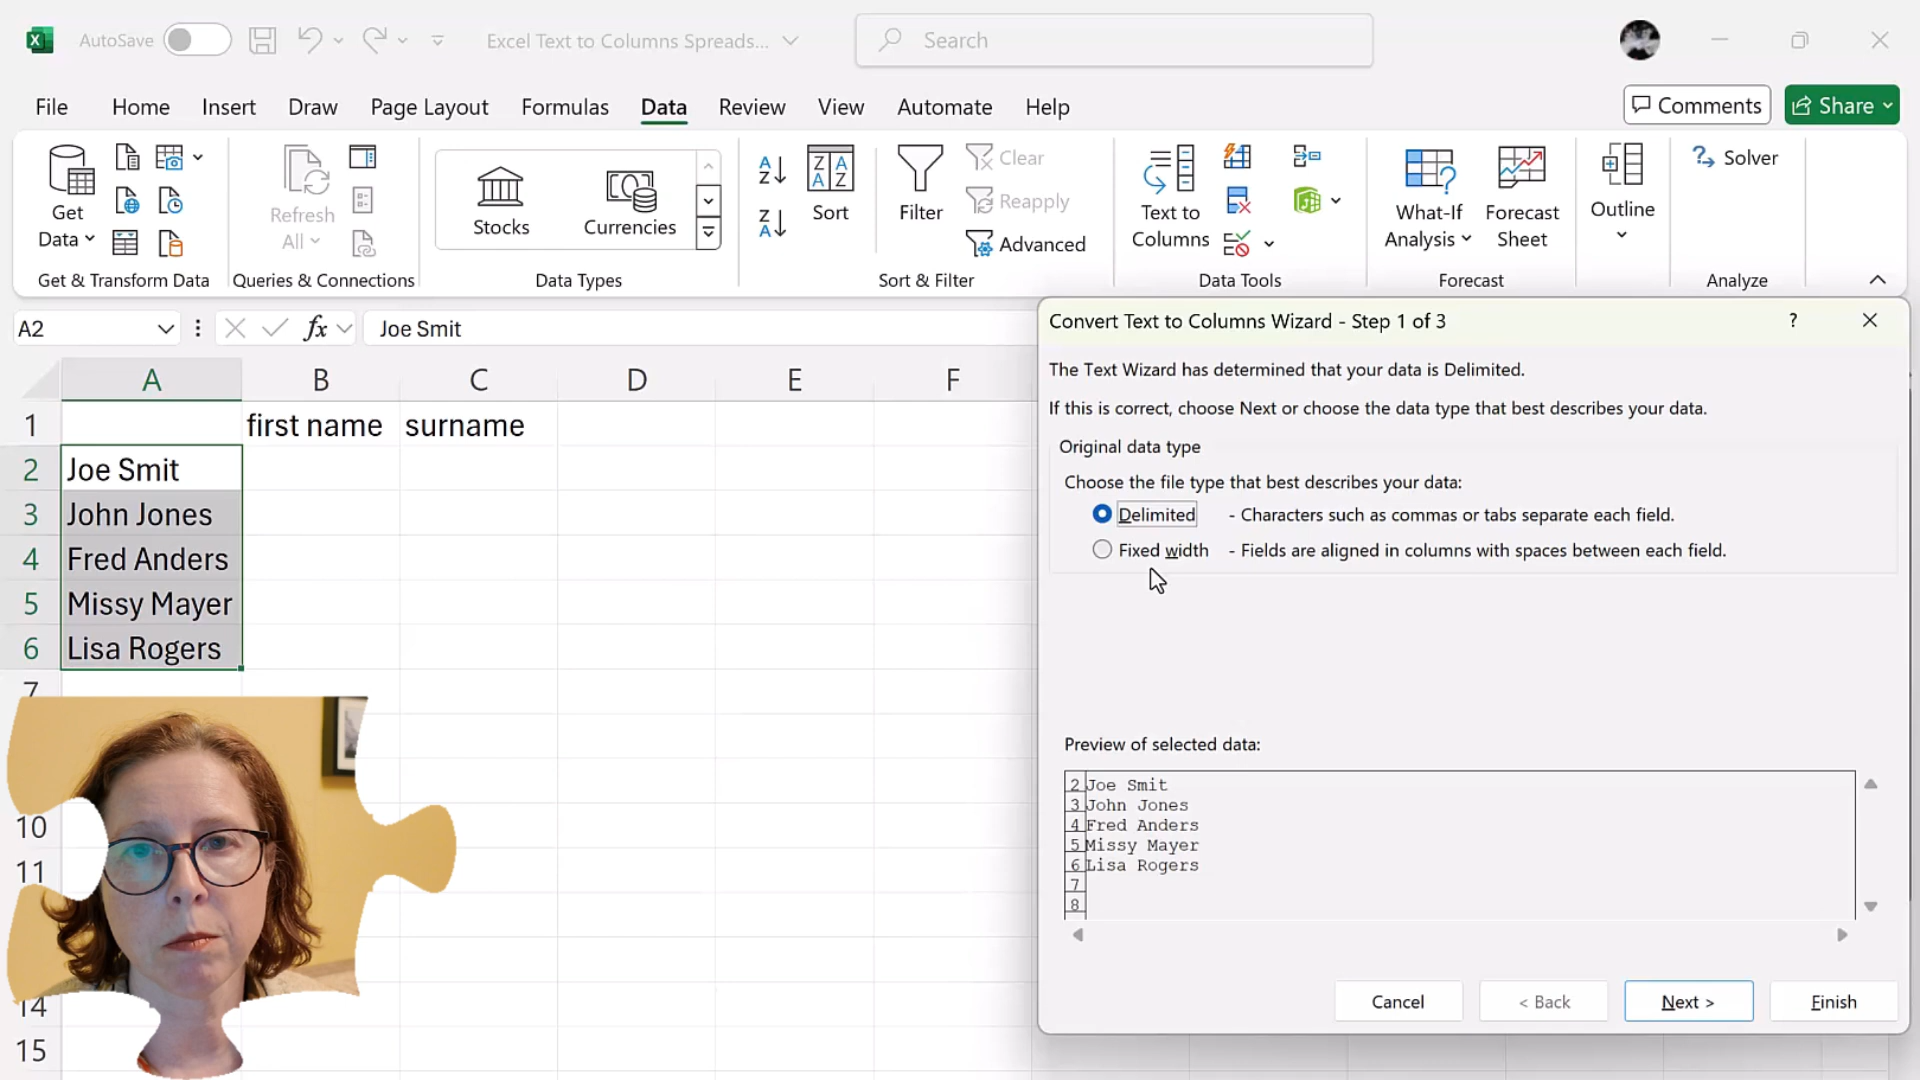 AutoSave
Excel Text to Columns Spreads...
Search
File
Home
Insert
Draw
Page Layout
Formulas
Data
Review
View
Automate
Help
Comments
Share
Get
Data
Refresh
All
Stocks
Currencies
Sort
Filter
Clear
Reapply
Advanced
Text to
Columns
What-If
Analysis
Forecast
Sheet
Outline
Solver
Get & Transform Data
Queries & Connections
Data Types
Sort & Filter
Data Tools
Forecast
Analyze
A2
fx
Joe Smit
A B C D E F
1 first name surname
2 Joe Smit
3 John Jones
4 Fred Anders
5 Missy Mayer
6 Lisa Rogers
7
10
11
14
15
Convert Text to Columns Wizard - Step 1 of 3
?
The Text Wizard has determined that your data is Delimited.
If this is correct, choose Next or choose the data type that best describes your data.
Original data type
Choose the file type that best describes your data:
Delimited - Characters such as commas or tabs separate each field.
Fixed width - Fields are aligned in columns with spaces between each field.
Preview of selected data:
2 Joe Smit
3 John Jones
4 Fred Anders
5 Missy Mayer
6 Lisa Rogers
7
8
Cancel
< Back
Next >
Finish